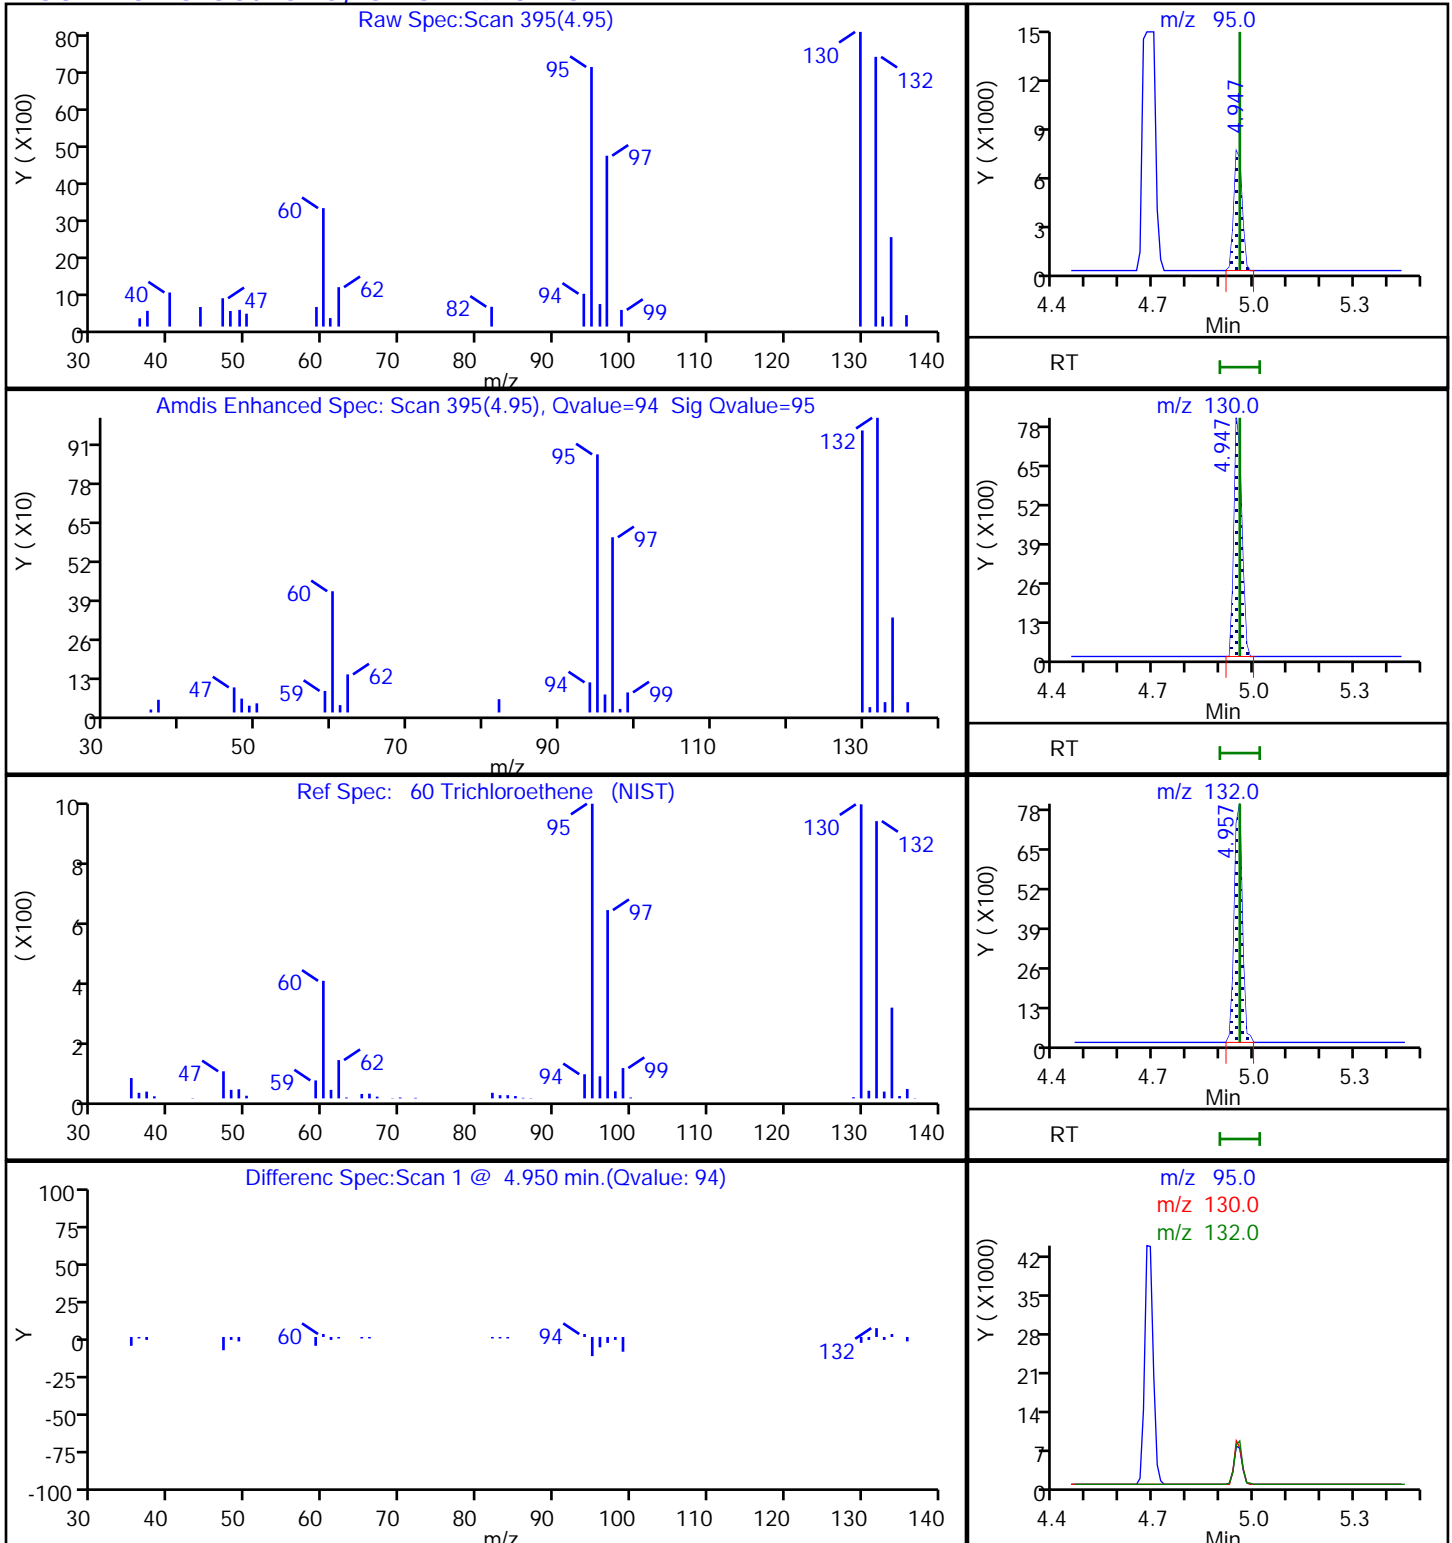 Raw Spec:Scan 395(4.95)
Y ( X100)
80
70
60
50
40
30
20
10
0
130
132
95
97
60
62
40
47
82
94
99
30 40 50 60 70 80 90 100 110 120 130 140
m/z
m/z 95.0
Y ( X1000)
15
12
9
6
3
0
4.947
4.4 4.7 5.0 5.3
Min
RT
Amdis Enhanced Spec: Scan 395(4.95), Qvalue=94 Sig Qvalue=95
Y ( X10)
91
78
65
52
39
26
13
0
132
95
97
60
62
47
59
94
99
30 50 70 90 110 130
m/z
m/z 130.0
Y ( X100)
78
65
52
39
26
13
0
4.947
4.4 4.7 5.0 5.3
Min
RT
Ref Spec: 60 Trichloroethene (NIST)
( X100)
10
8
6
4
2
0
95
130
132
97
60
62
47
59
94
99
30 40 50 60 70 80 90 100 110 120 130 140
m/z
m/z 132.0
Y ( X100)
78
65
52
39
26
13
0
4.957
4.4 4.7 5.0 5.3
Min
RT
Differenc Spec:Scan 1 @ 4.950 min.(Qvalue: 94)
Y
100
75
50
25
0
-25
-50
-75
-100
60
94
132
30 40 50 60 70 80 90 100 110 120 130 140
m/z
m/z 95.0
m/z 130.0
m/z 132.0
Y ( X1000)
42
35
28
21
14
7
0
4.4 4.7 5.0 5.3
Min